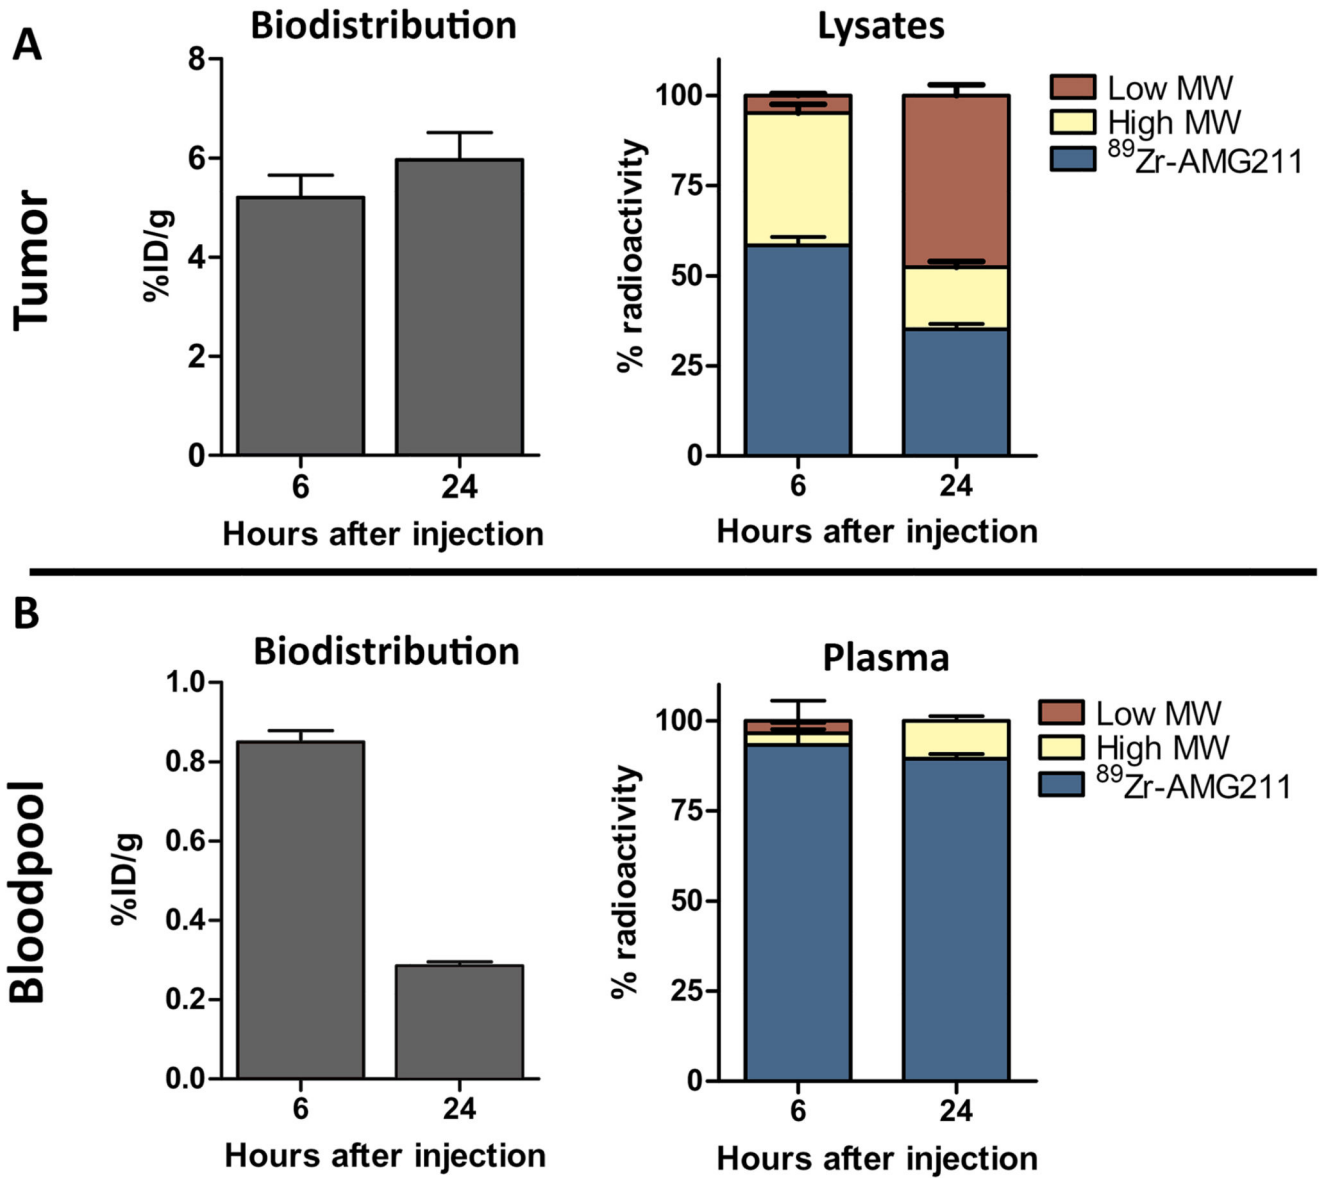 A
Tumor
Biodistribution
%ID/g
8
6
4
2
0
6 24
Hours after injection
Lysates
% radioactivity
100
75
50
25
0
6 24
Hours after injection
Low MW
High MW
⁸⁹Zr-AMG211
B
Bloodpool
Biodistribution
%ID/g
1.0
0.8
0.6
0.4
0.2
0.0
6 24
Hours after injection
Plasma
% radioactivity
100
75
50
25
0
6 24
Hours after injection
Low MW
High MW
⁸⁹Zr-AMG211